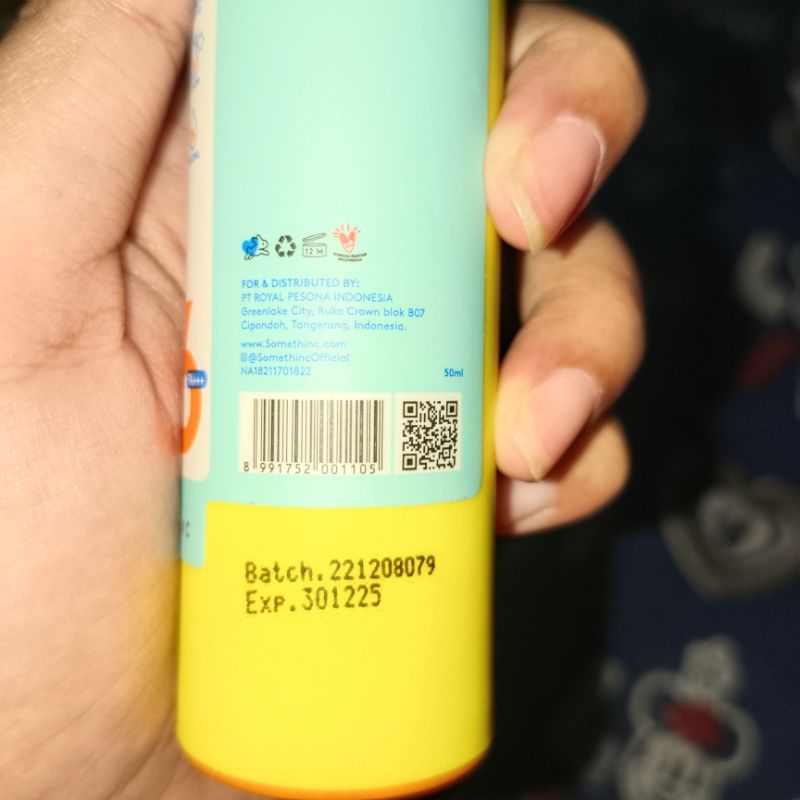 12 M
FOR & DISTRIBUTED BY:
PT ROYAL PESONA INDONESIA
Greenlake City, Ruko Crown blok B07
Cipondoh, Tangerang, Indonesia.
www.Somethinc.com
@SomethincOfficial
NA18211701822
50ml
8 991752 001105
Batch.221208079
Exp.301225